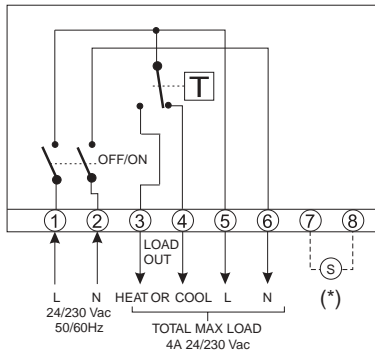 T
OFF/ON
1 2 3 4 5 6 7 8
LOAD
OUT
S
L N HEAT OR COOL L N (*)
24/230 Vac
50/60Hz
TOTAL MAX LOAD
4A 24/230 Vac